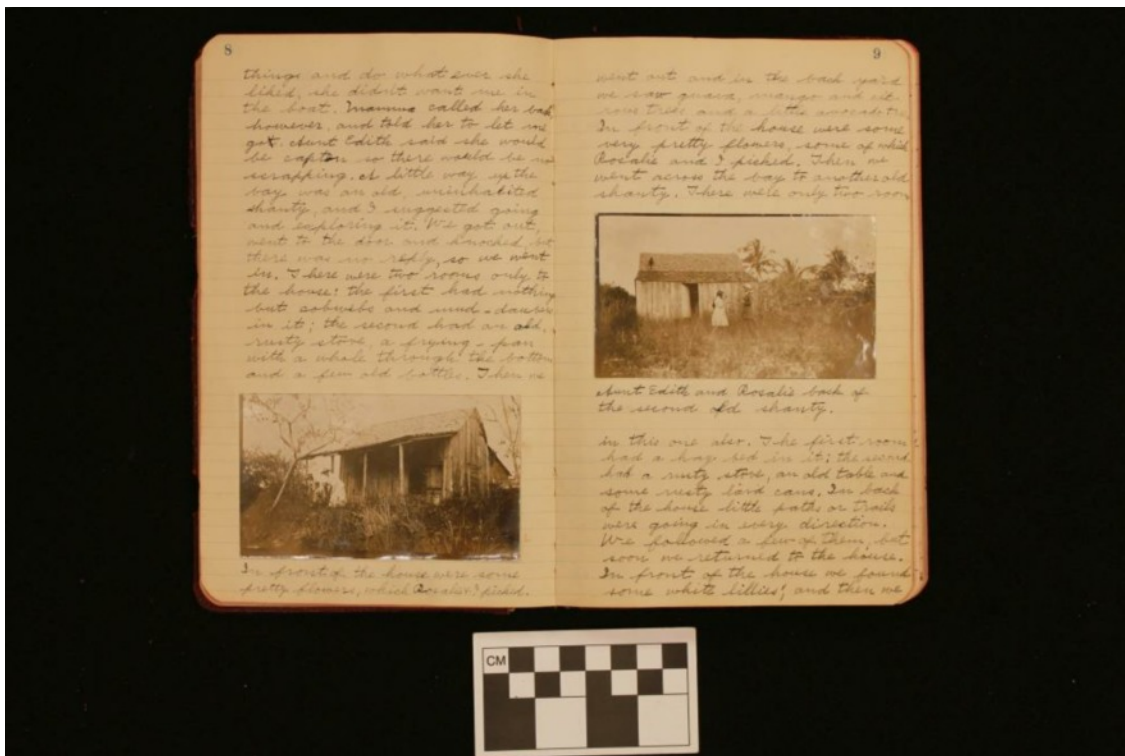 8
things and do what ever she
liked, she didn't want me in
the boat. Mamma called her back
however, and told her to let me
go. Aunt Edith said she would
be capten so there would be no
scrapping. A little way up the
bay was an old, uninhabited
shanty, and I suggested going
and exploring it. We got out,
went to the door and knocked, but
there was no reply, so we went
in. There were two rooms only to
the house: the first had nothing
but cobwebs and mud-daubers
in it; the second had an old,
rusty stove, a frying-pan
with a whole through the bottom
and a few old bottles. Then we
In front of the house were some
pretty flowers, which Rosalie & I picked.
9
went out and in the back yard
we saw guava, mango and cit-
rous trees and a little avocado tree
In front of the house were some
very pretty flowers, some of which
Rosalie and I picked. Then we
went across the bay to another old
shanty. There were only two room
Aunt Edith and Rosalie back of
the second old shanty.
in this one also. The first room
had a hay bed in it; the second
had a rusty stove, an old table and
some rusty lard cans. In back
of the house little paths or trails
were going in every direction.
We followed a few of them, but
soon we returned to the house.
In front of the house we found
some white lillies, and then we
CM